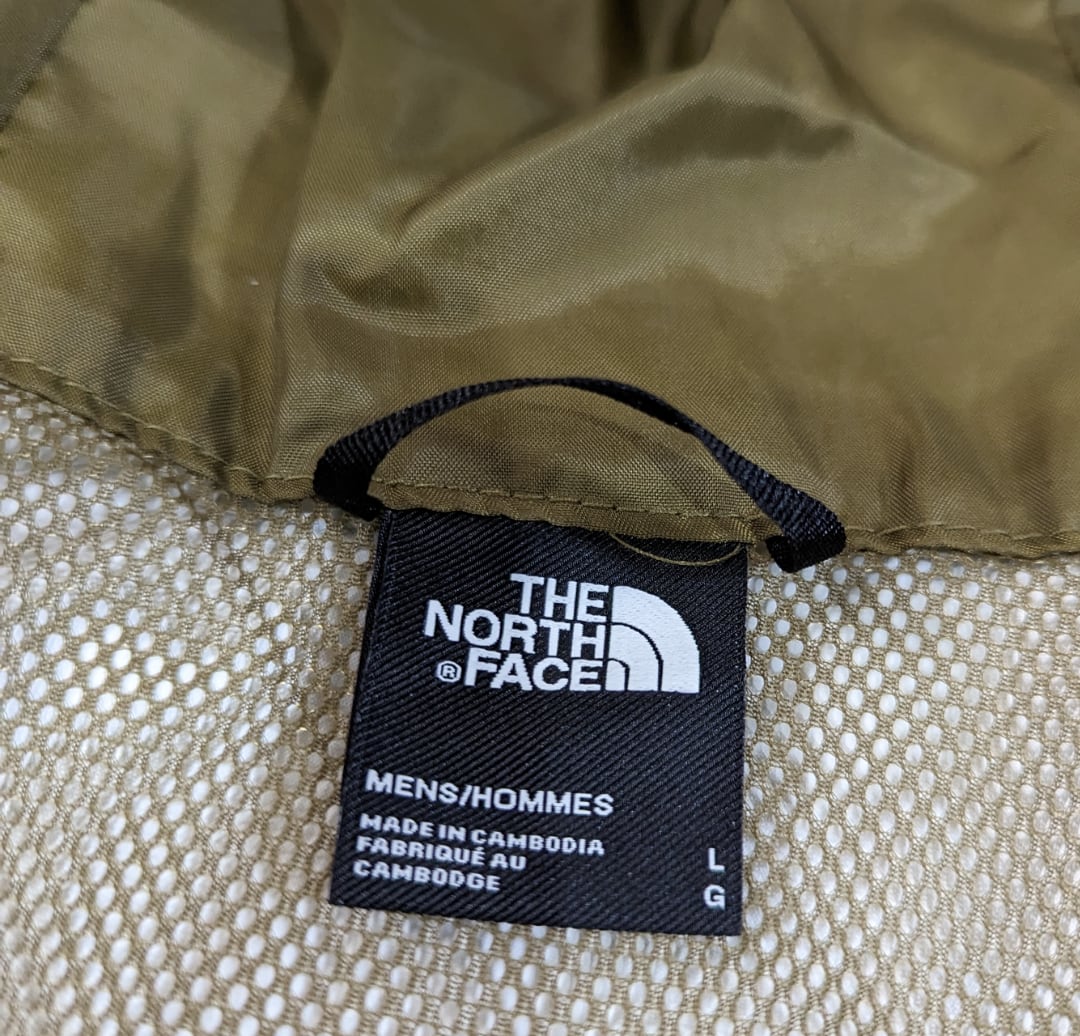 THE
NORTH
®FACE
MENS/HOMMES
MADE IN CAMBODIA
FABRIQUÉ AU
CAMBODGE
L
G